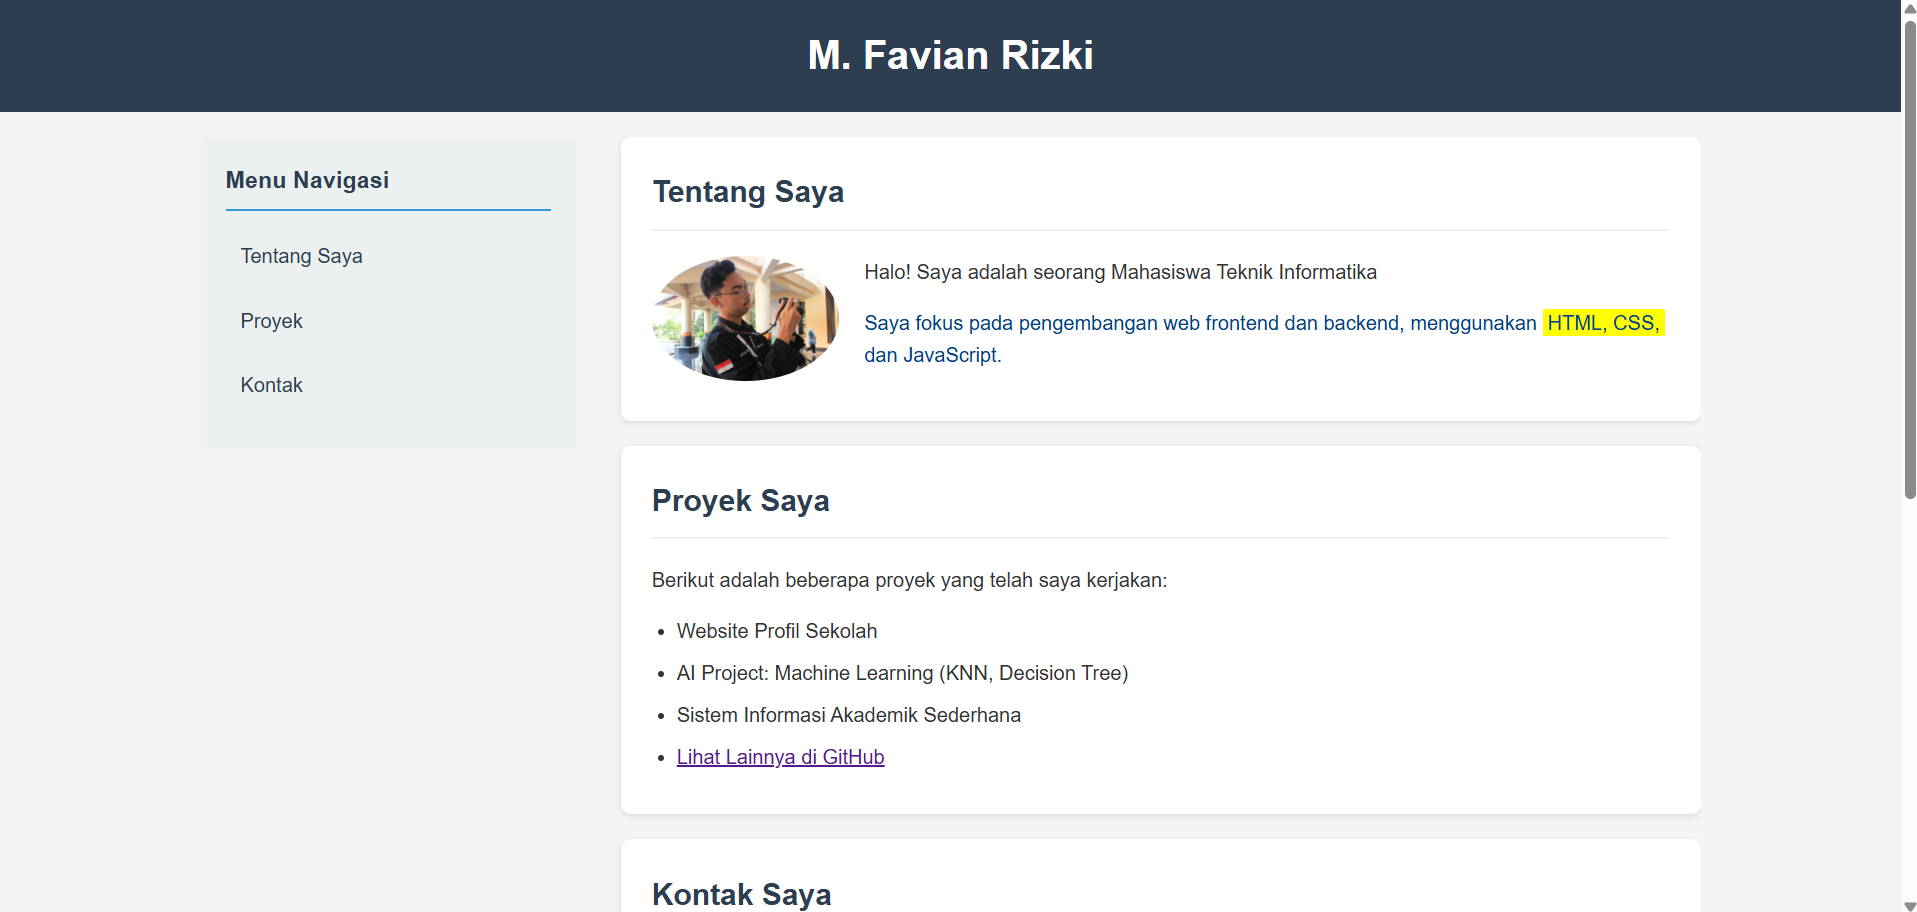 M. Favian Rizki
Menu Navigasi
Tentang Saya
Proyek
Kontak
Tentang Saya
Halo! Saya adalah seorang Mahasiswa Teknik Informatika
Saya fokus pada pengembangan web frontend dan backend, menggunakan HTML, CSS,
dan JavaScript.
Proyek Saya
Berikut adalah beberapa proyek yang telah saya kerjakan:
• Website Profil Sekolah
• AI Project: Machine Learning (KNN, Decision Tree)
• Sistem Informasi Akademik Sederhana
• Lihat Lainnya di GitHub
Kontak Saya